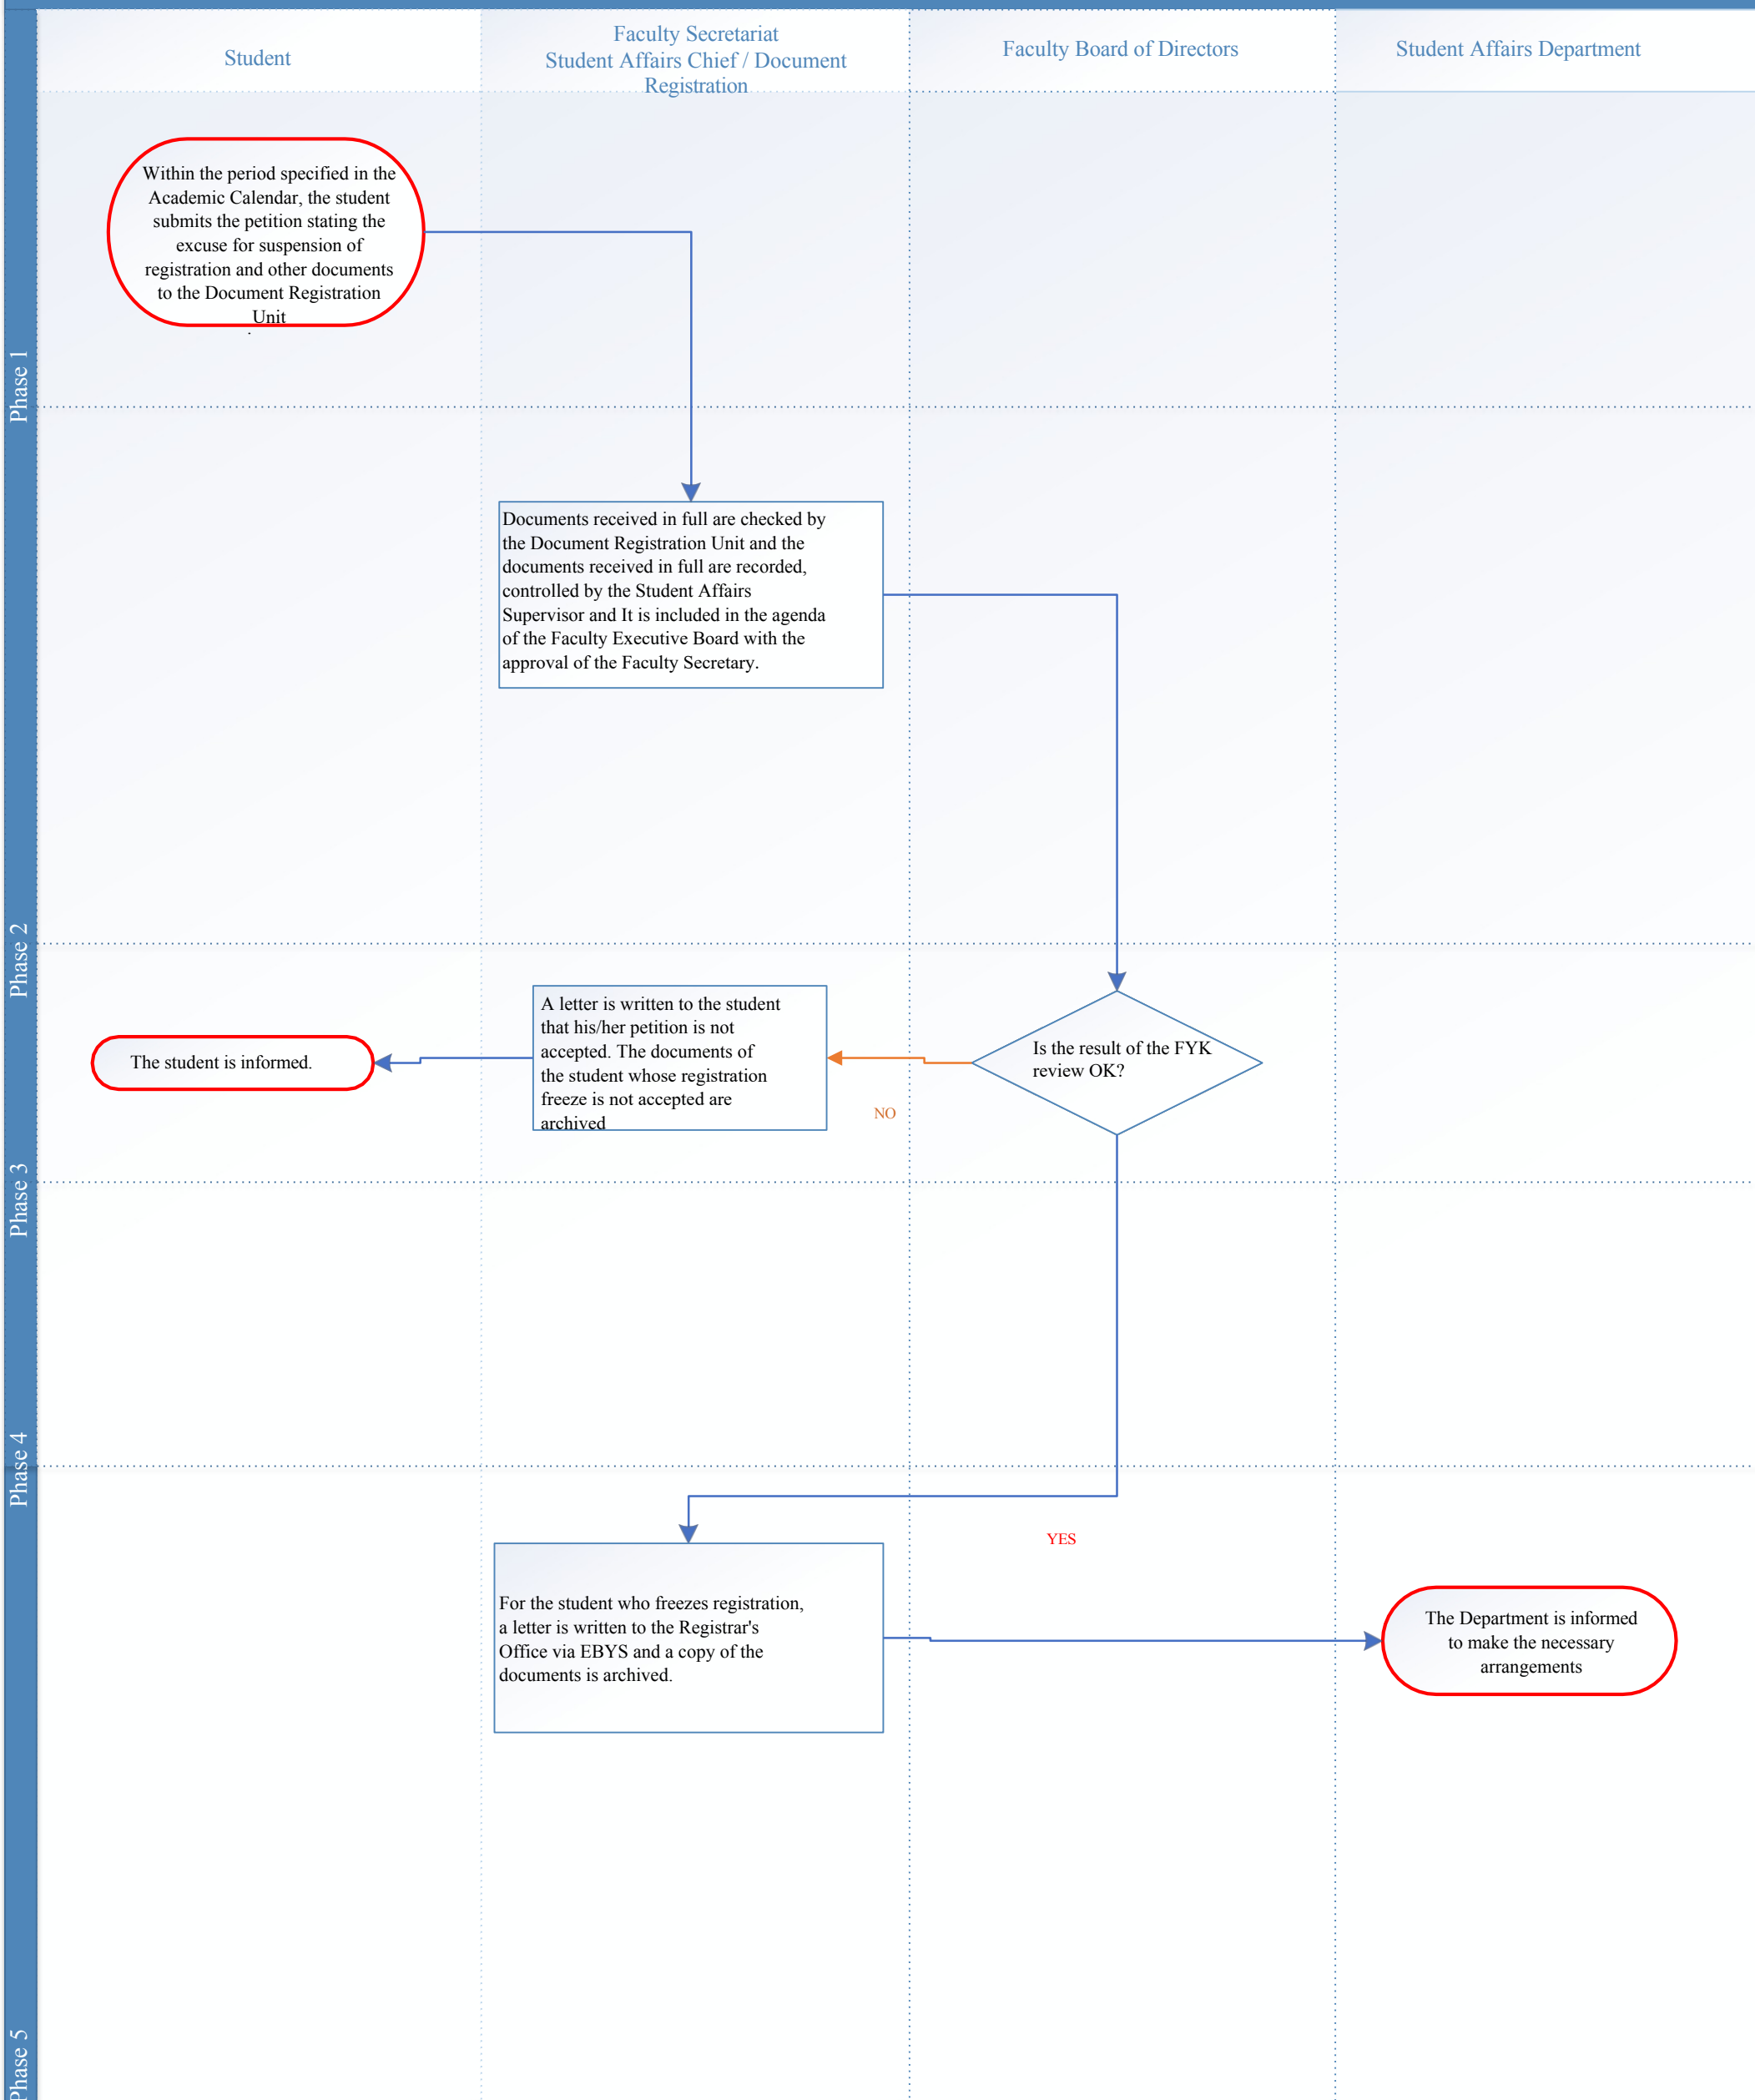 Student
Faculty Secretariat
Student Affairs Chief / Document
Registration
Faculty Board of Directors
Student Affairs Department
Within the period specified in the
Academic Calendar, the student
submits the petition stating the
excuse for suspension of
registration and other documents
to the Document Registration
Unit
.
Phase 1
Documents received in full are checked by
the Document Registration Unit and the
documents received in full are recorded,
controlled by the Student Affairs
Supervisor and It is included in the agenda
of the Faculty Executive Board with the
approval of the Faculty Secretary.
Phase 2
The student is informed.
A letter is written to the student
that his/her petition is not
accepted. The documents of
the student whose registration
freeze is not accepted are
archived
NO
Is the result of the FYK
review OK?
Phase 3
Phase 4
YES
For the student who freezes registration,
a letter is written to the Registrar's
Office via EBYS and a copy of the
documents is archived.
The Department is informed
to make the necessary
arrangements
Phase 5